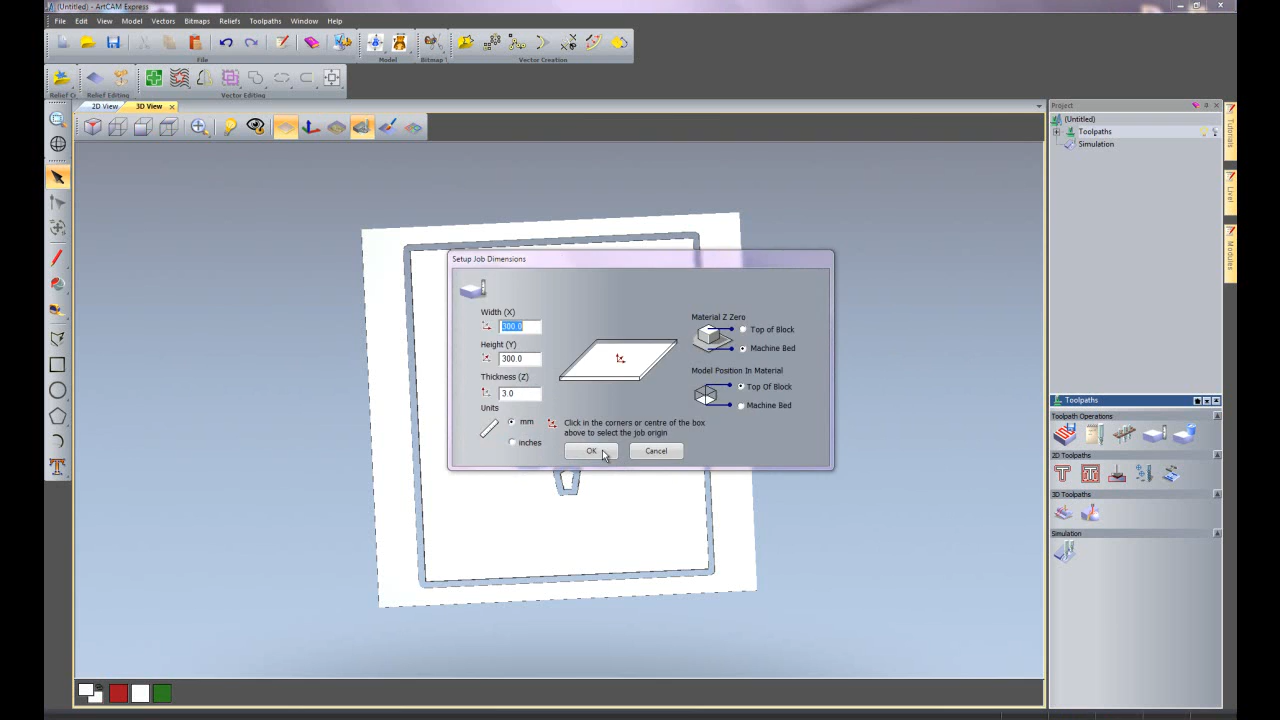 (Untitled) - ArtCAM Express
File Edit View Model Vectors Bitmaps Reliefs Toolpaths Window Help
File Model Bitmap Vector Creation
Relief C Relief Editing Vector Editing
2D View 3D View
Project
(Untitled)
Toolpaths
Simulation
Tutorials
Live!
Modules
Setup Job Dimensions
Width (X)
300.0
Height (Y)
300.0
Thickness (Z)
3.0
Units
mm
inches
Material Z Zero
Top of Block
Machine Bed
Model Position In Material
Top Of Block
Machine Bed
Click in the corners or centre of the box
above to select the job origin
OK Cancel
Toolpaths
Toolpath Operations
2D Toolpaths
3D Toolpaths
Simulation